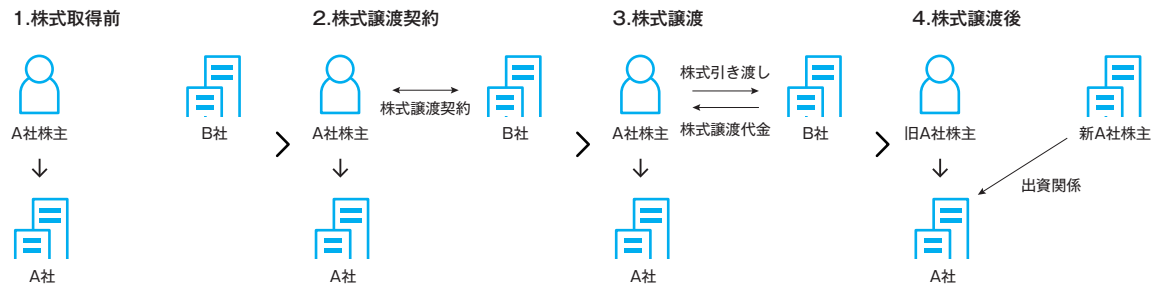 1.株式取得前
A社株主
B社
A社
2.株式譲渡契約
株式譲渡契約
A社株主
B社
A社
3.株式譲渡
株式引き渡し
株式譲渡代金
A社株主
B社
A社
4.株式譲渡後
旧A社株主
新A社株主
出資関係
A社